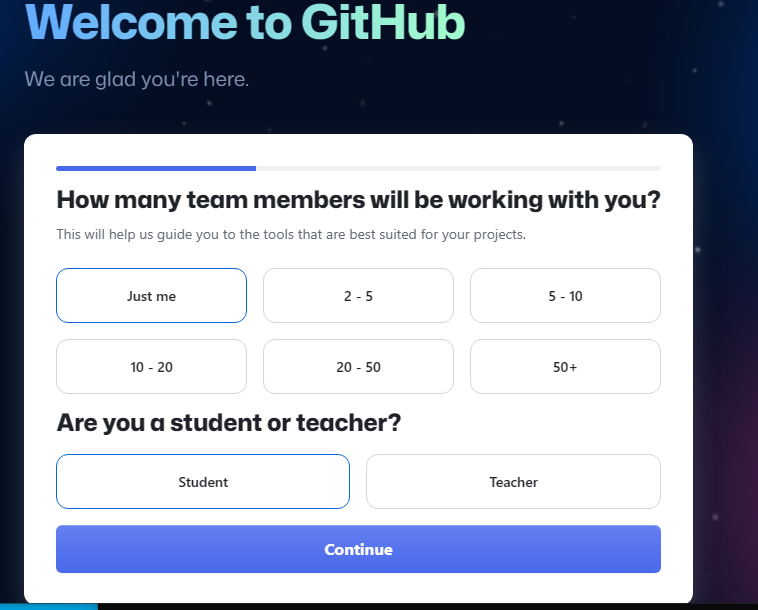 Welcome to GitHub
We are glad you're here.
How many team members will be working with you?
This will help us guide you to the tools that are best suited for your projects.
Just me
2 - 5
5 - 10
10 - 20
20 - 50
50+
Are you a student or teacher?
Student
Teacher
Continue